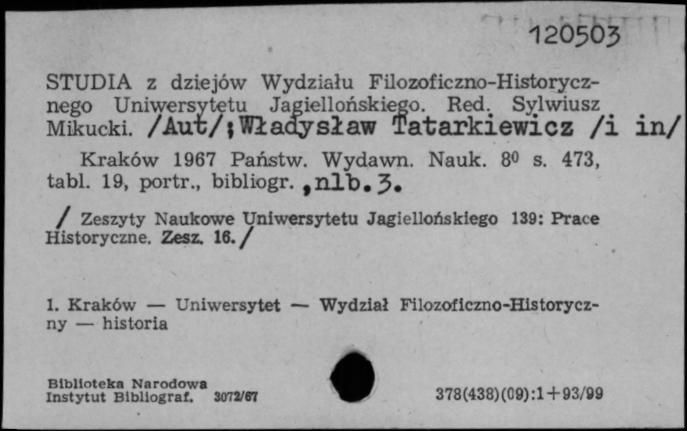 120503
STUDIA z dziejów Wydziału Filozoficzno-Historycz-
nego Uniwersytetu Jagiellońskiego. Red. Sylwiusz
Mikucki. /Aut/;Władysław Tatarkiewicz /i in/
Kraków 1967 Państw. Wydawn. Nauk. 8⁰ s. 473,
tabl. 19, portr., bibliogr. ,nlb.3.
/ Zeszyty Naukowe Uniwersytetu Jagiellońskiego 139: Prace
Historyczne. Zesz. 16./
1. Kraków — Uniwersytet — Wydział Filozoficzno-Historycz-
ny — historia
Biblioteka Narodowa
Instytut Bibliograf. 3072/67
378(438)(09):1+93/99